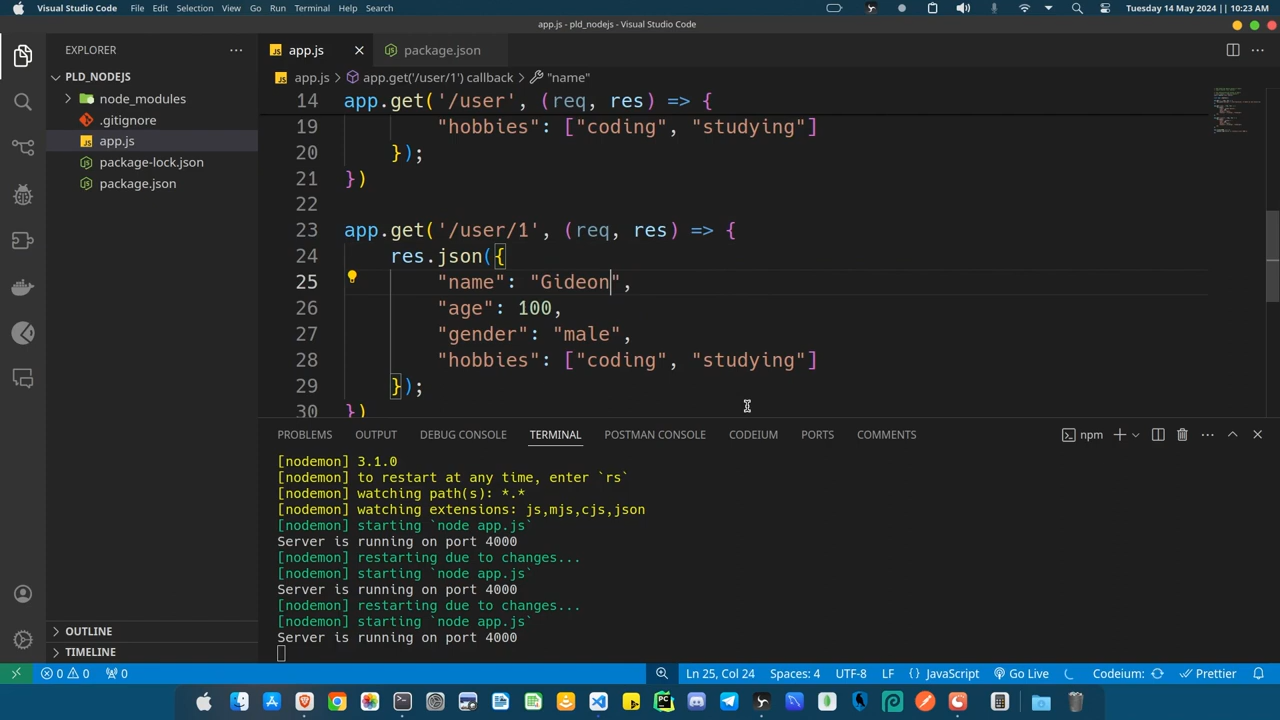 Visual Studio Code File Edit Selection View Go Run Terminal Help Search Tuesday 14 May 2024 || 10:23 AM
app.js - pld_nodejs - Visual Studio Code
EXPLORER
PLD_NODEJS
node_modules
.gitignore
app.js
package-lock.json
package.json
OUTLINE
TIMELINE
JS app.js package.json
JS app.js > app.get('/user/1') callback > "name"
14 app.get('/user', (req, res) => {
19 "hobbies": ["coding", "studying"]
20 });
21 })
22
23 app.get('/user/1', (req, res) => {
24 res.json({
25 "name": "Gideon",
26 "age": 100,
27 "gender": "male",
28 "hobbies": ["coding", "studying"]
29 });
30 })
PROBLEMS OUTPUT DEBUG CONSOLE TERMINAL POSTMAN CONSOLE CODEIUM PORTS COMMENTS npm
[nodemon] 3.1.0
[nodemon] to restart at any time, enter `rs`
[nodemon] watching path(s): *.*
[nodemon] watching extensions: js,mjs,cjs,json
[nodemon] starting `node app.js`
Server is running on port 4000
[nodemon] restarting due to changes...
[nodemon] starting `node app.js`
Server is running on port 4000
[nodemon] restarting due to changes...
[nodemon] starting `node app.js`
Server is running on port 4000
0 0 0 Ln 25, Col 24 Spaces: 4 UTF-8 LF {} JavaScript Go Live Codeium: Prettier